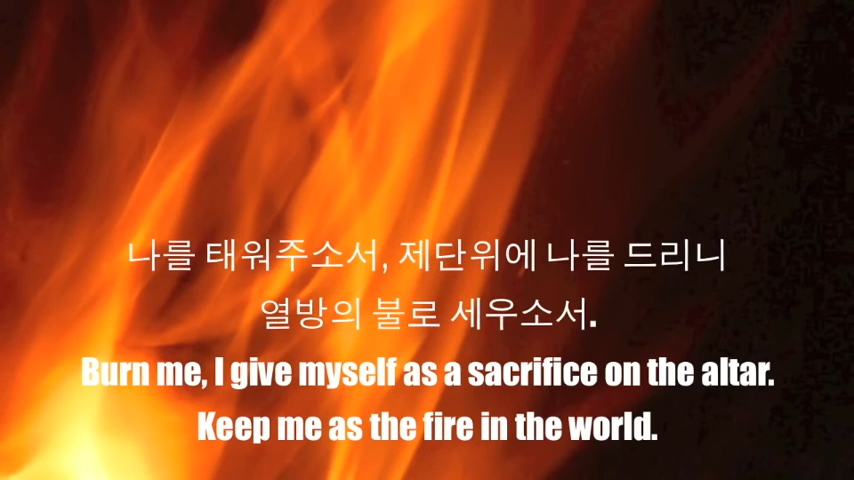 나를 태워주소서, 제단위에 나를 드리니
열방의 불로 세우소서.
Burn me, I give myself as a sacrifice on the altar.
Keep me as the fire in the world.